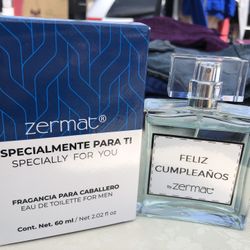 zermat®
ESPECIALMENTE PARA TI
SPECIALLY FOR YOU
FRAGANCIA PARA CABALLERO
EAU DE TOILETTE FOR MEN
Cont. Net. 60 ml / Net 2.02 fl oz
FELIZ
CUMPLEAÑOS
by zermat